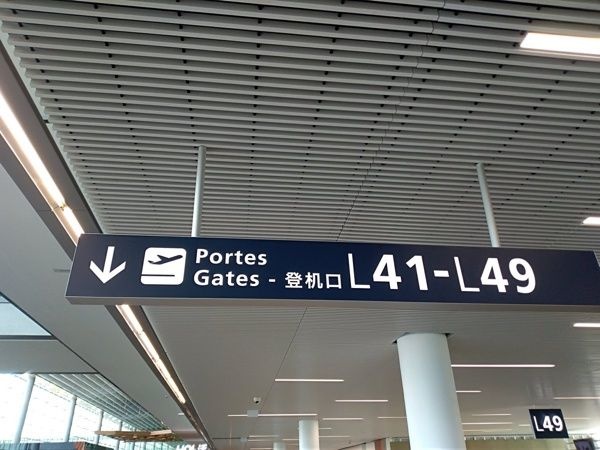 Portes
Gates - 登机口 L41-L49
L49